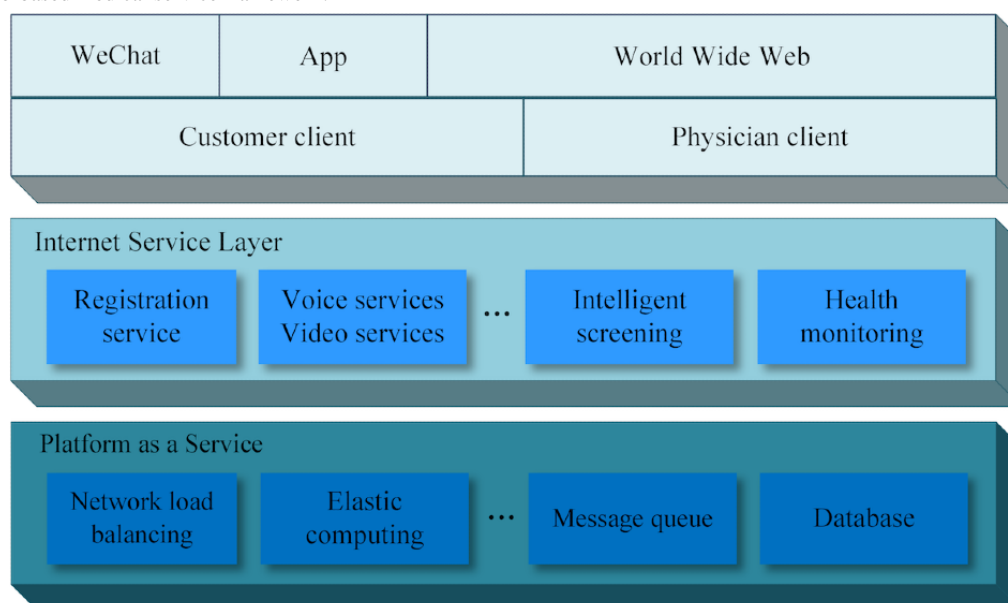 WeChat
App
World Wide Web
Customer client
Physician client
Internet Service Layer
Registration
service
Voice services
Video services
...
Intelligent
screening
Health
monitoring
Platform as a Service
Network load
balancing
Elastic
computing
...
Message queue
Database